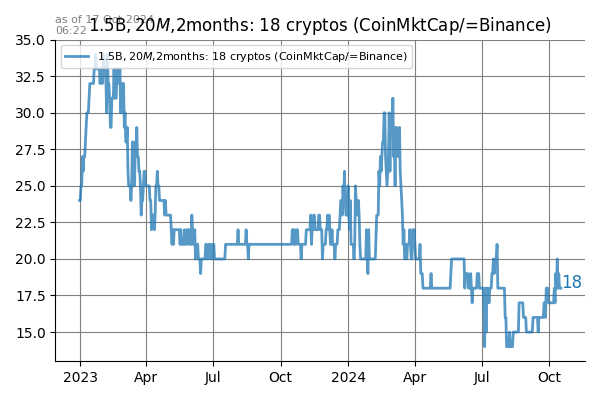 as of 17 Oct 2024
06:22
1.5B, 20M, 2months: 18 cryptos (CoinMktCap/=Binance)
1.5B, 20M, 2months: 18 cryptos (CoinMktCap/=Binance)
35.0
32.5
30.0
27.5
25.0
22.5
20.0
17.5
15.0
18
2023 Apr Jul Oct 2024 Apr Jul Oct